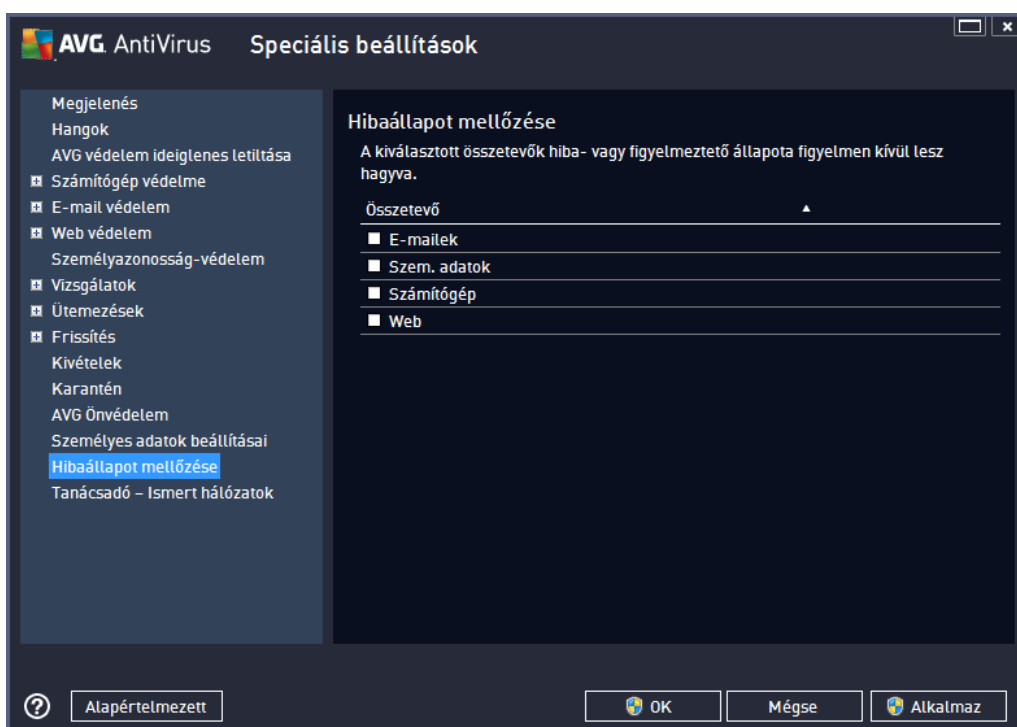 AVG. AntiVirus Speciális beállítások
Megjelenés
Hangok
AVG védelem ideiglenes letiltása
Számítógép védelme
E-mail védelem
Web védelem
Személyazonosság-védelem
Vizsgálatok
Ütemezések
Frissítés
Kivételek
Karantén
AVG Önvédelem
Személyes adatok beállításai
Hibaállapot mellőzése
Tanácsadó – Ismert hálózatok
Hibaállapot mellőzése
A kiválasztott összetevők hiba- vagy figyelmeztető állapota figyelmen kívül lesz
hagyva.
Összetevő
E-mailek
Szem. adatok
Számítógép
Web
Alapértelmezett
OK
Mégse
Alkalmaz